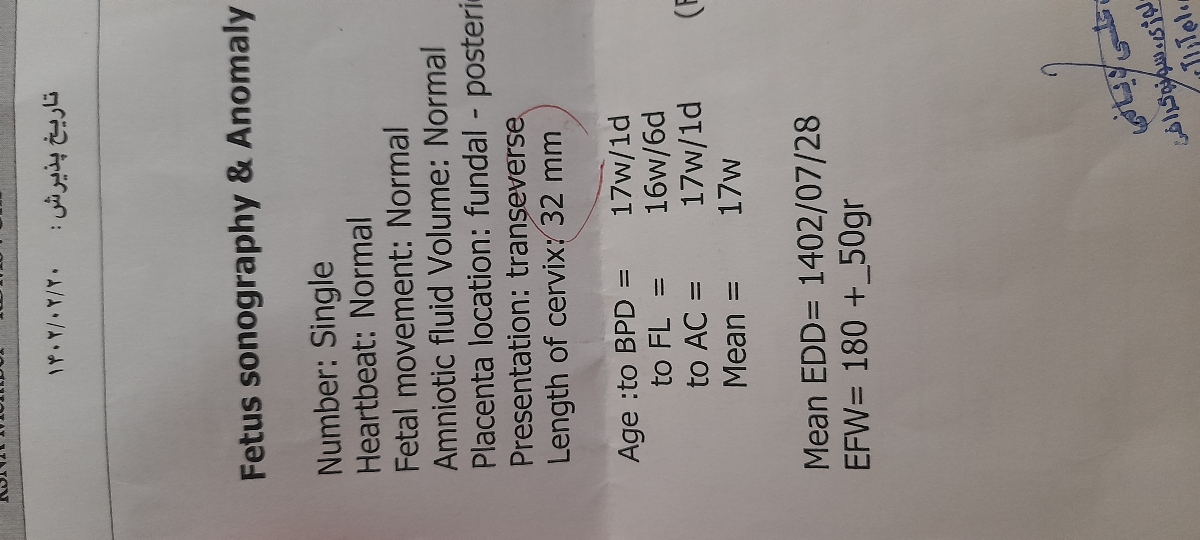 تاریخ پذیرش : ۱۴۰۲/۰۲/۲۰
Fetus sonography & Anomaly
Number: Single
Heartbeat: Normal
Fetal movement: Normal
Amniotic fluid Volume: Normal
Placenta location: fundal - posterio
Presentation: transeverse
Length of cervix: 32 mm
Age :to BPD = 17w/1d
to FL = 16w/6d
to AC = 17w/1d
Mean = 17w
Mean EDD= 1402/07/28
EFW= 180 +_50gr